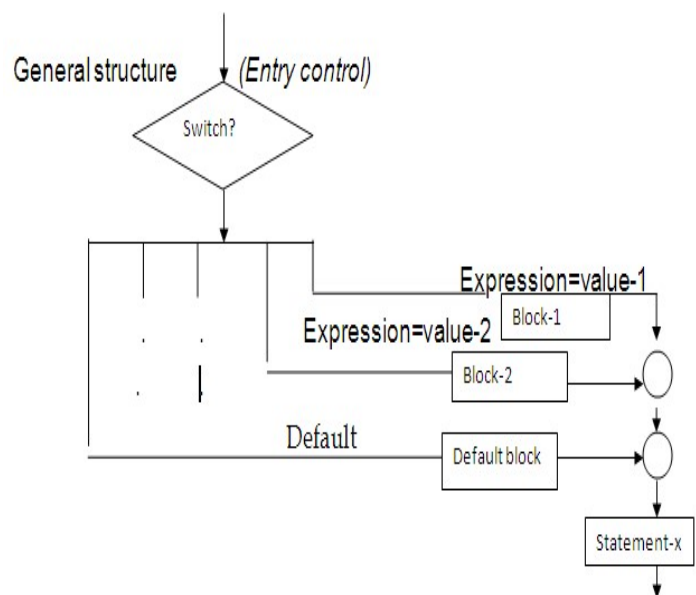 General structure (Entry control)
Switch?
Expression=value-1
Block-1
Expression=value-2
Block-2
Default
Default block
Statement-x